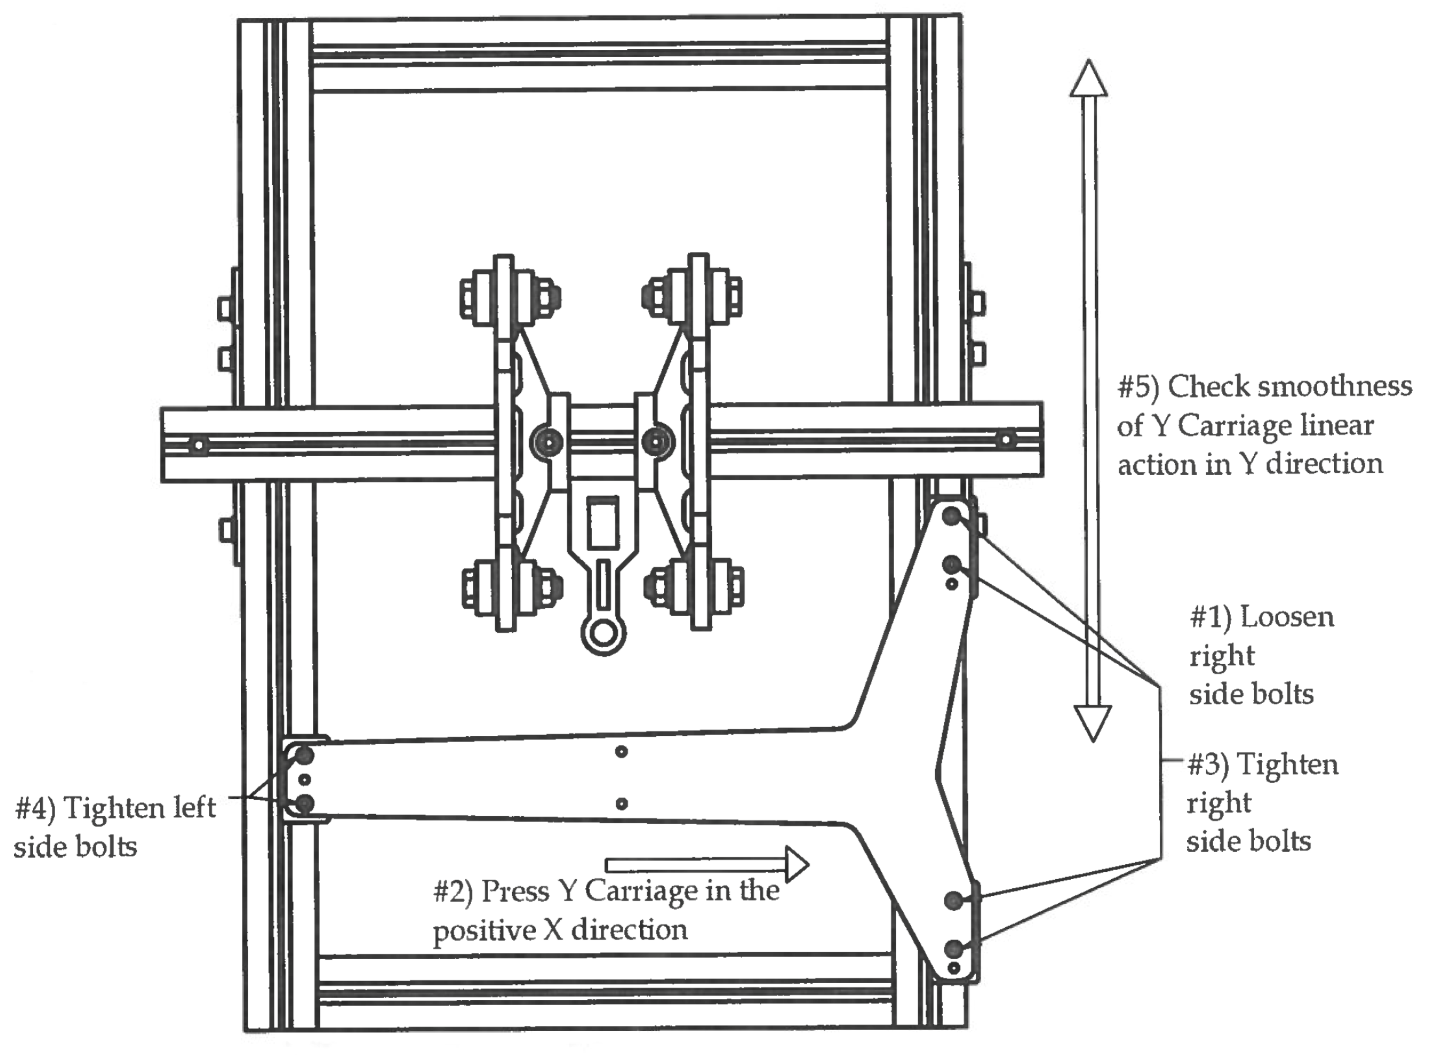 #5) Check smoothness
of Y Carriage linear
action in Y direction
#1) Loosen
right
side bolts
#3) Tighten
right
side bolts
#4) Tighten left
side bolts
#2) Press Y Carriage in the
positive X direction